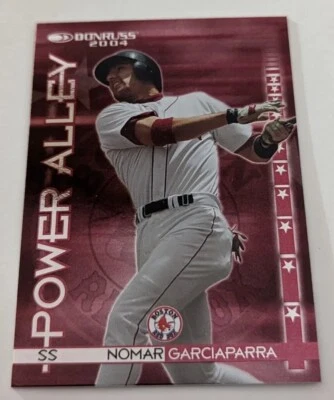 DONRUSS
2004
POWER ALLEY
BOSTON
RED SOX
SS
NOMAR GARCIAPARRA